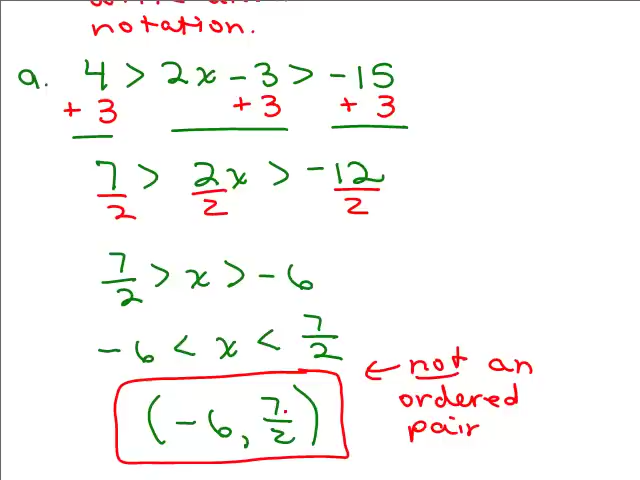 notation.
a. 4 > 2x - 3 > -15
+ 3 + 3 + 3
7/2 > 2x/2 > -12/2
7/2 > x > -6
-6 < x < 7/2
(-6, 7/2) ← not an
ordered
pair